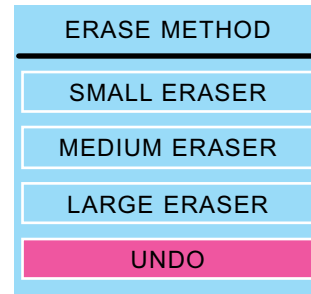 ERASE METHOD
SMALL ERASER
MEDIUM ERASER
LARGE ERASER
UNDO